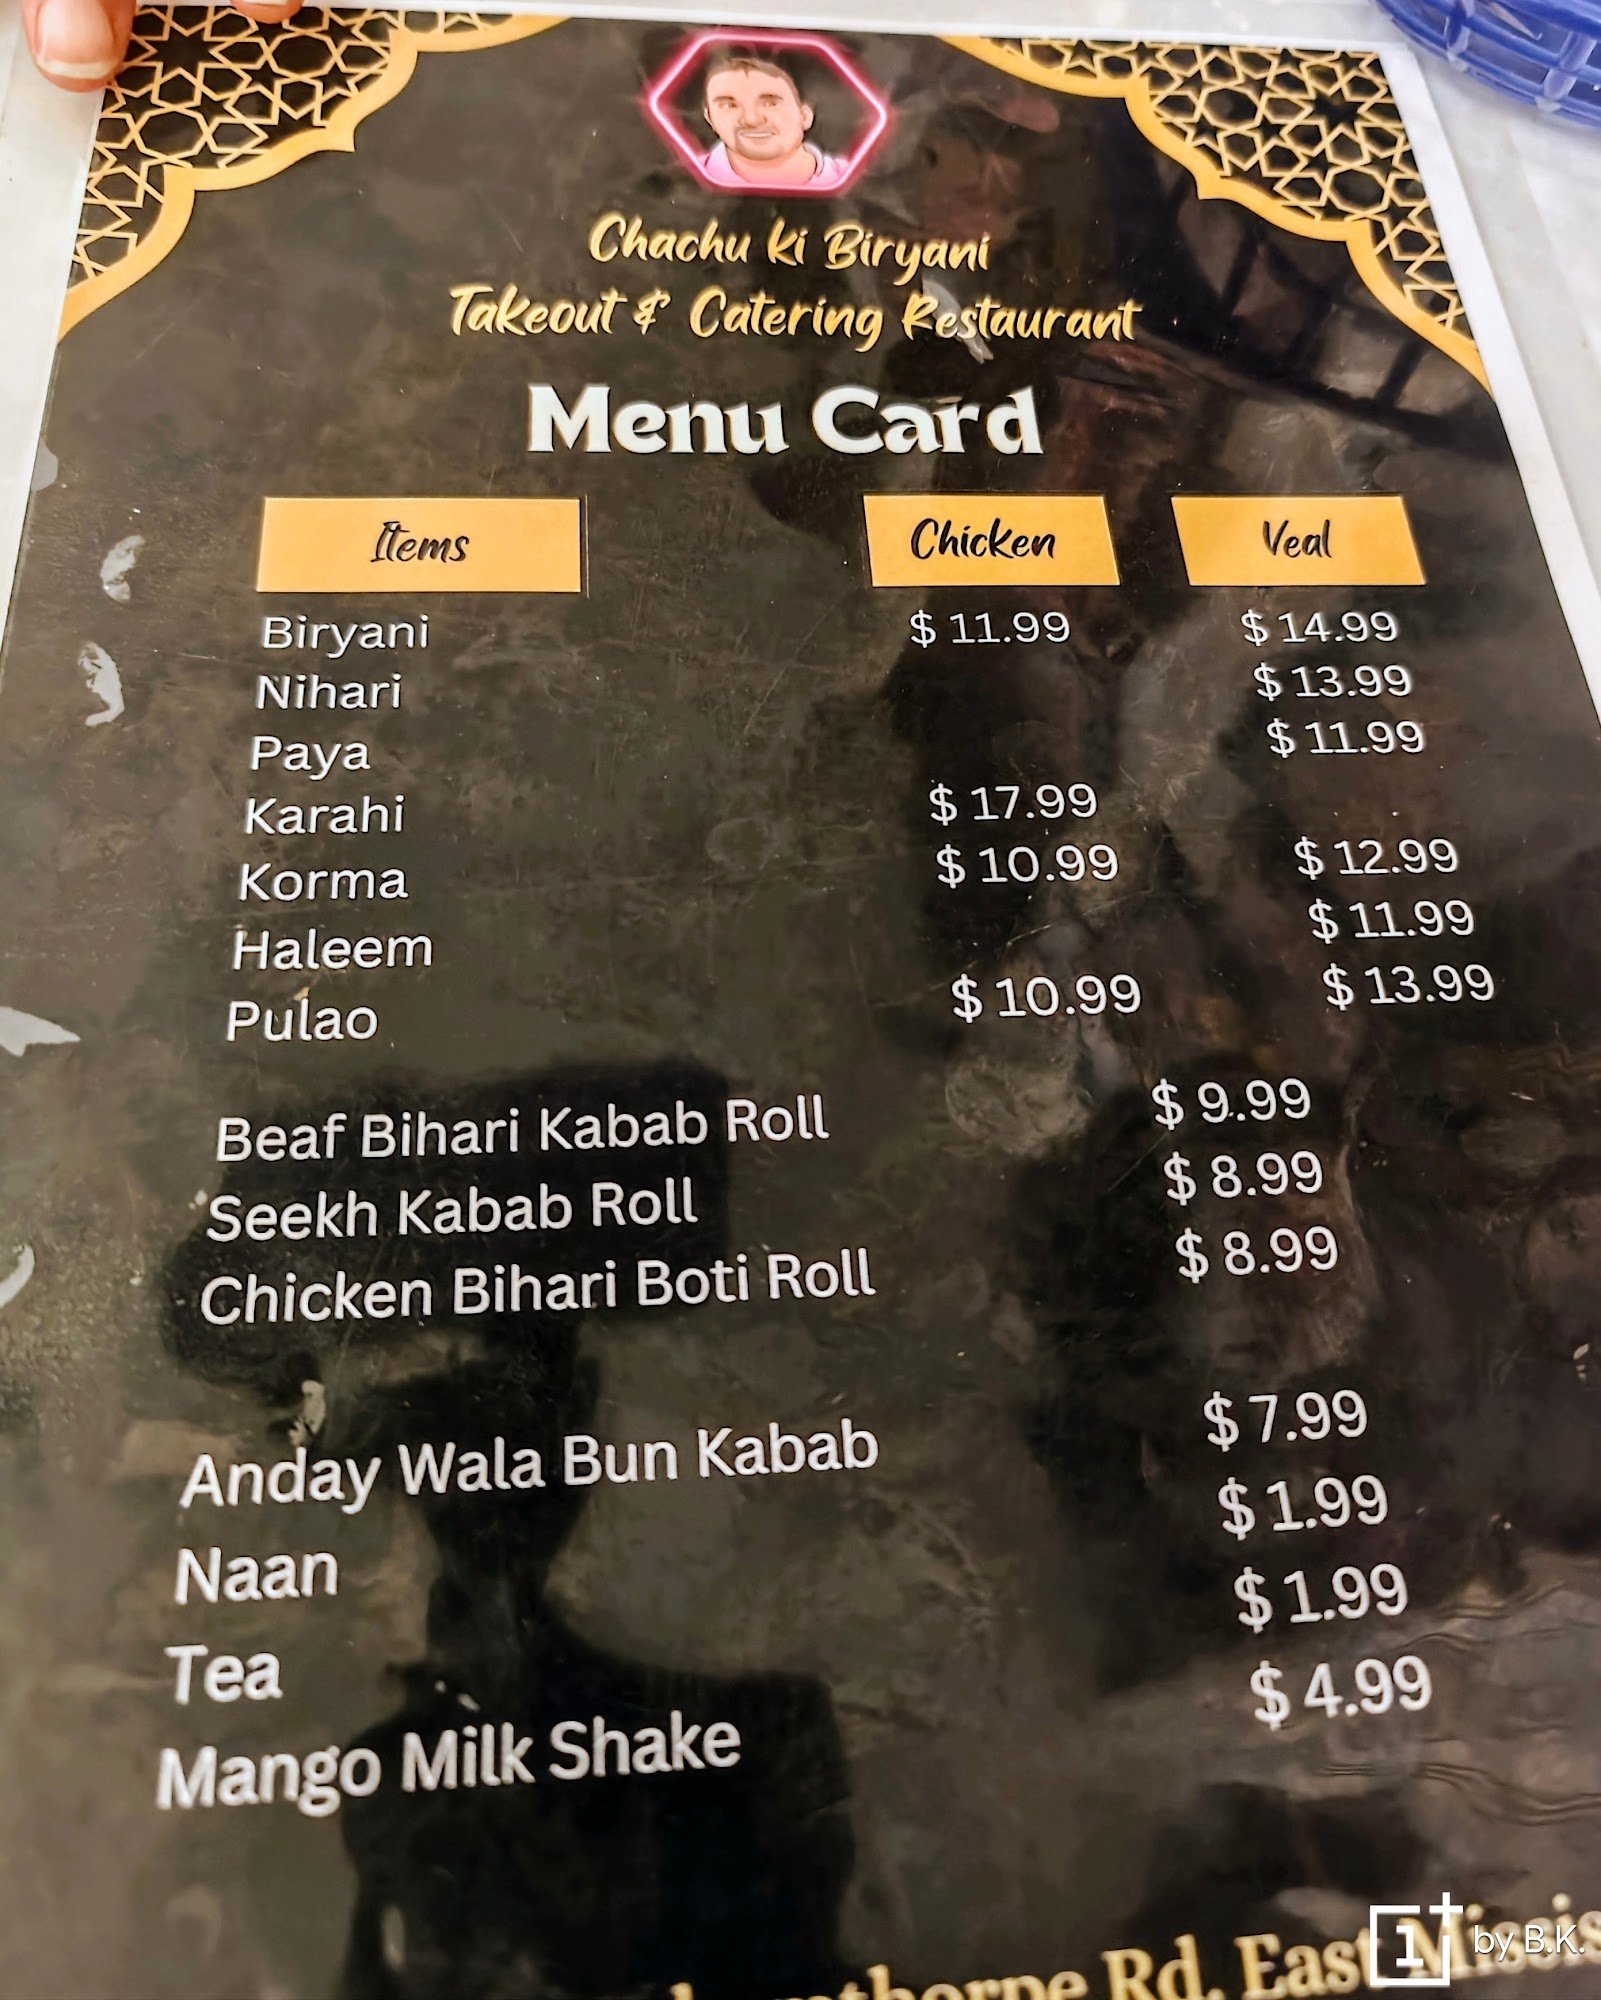 Chachu Ki Biryani
Takeout & Catering Restaurant
Menu Card
Items Chicken Veal
Biryani $ 11.99 $ 14.99
Nihari $ 13.99
Paya $ 11.99
Karahi $ 17.99
Korma $ 10.99 $ 12.99
Haleem $ 11.99
Pulao $ 10.99 $ 13.99
Beaf Bihari Kabab Roll $ 9.99
Seekh Kabab Roll $ 8.99
Chicken Bihari Boti Roll $ 8.99
Anday Wala Bun Kabab $ 7.99
Naan $ 1.99
Tea $ 1.99
Mango Milk Shake $ 4.99
Rd. East
1+ by B.K.